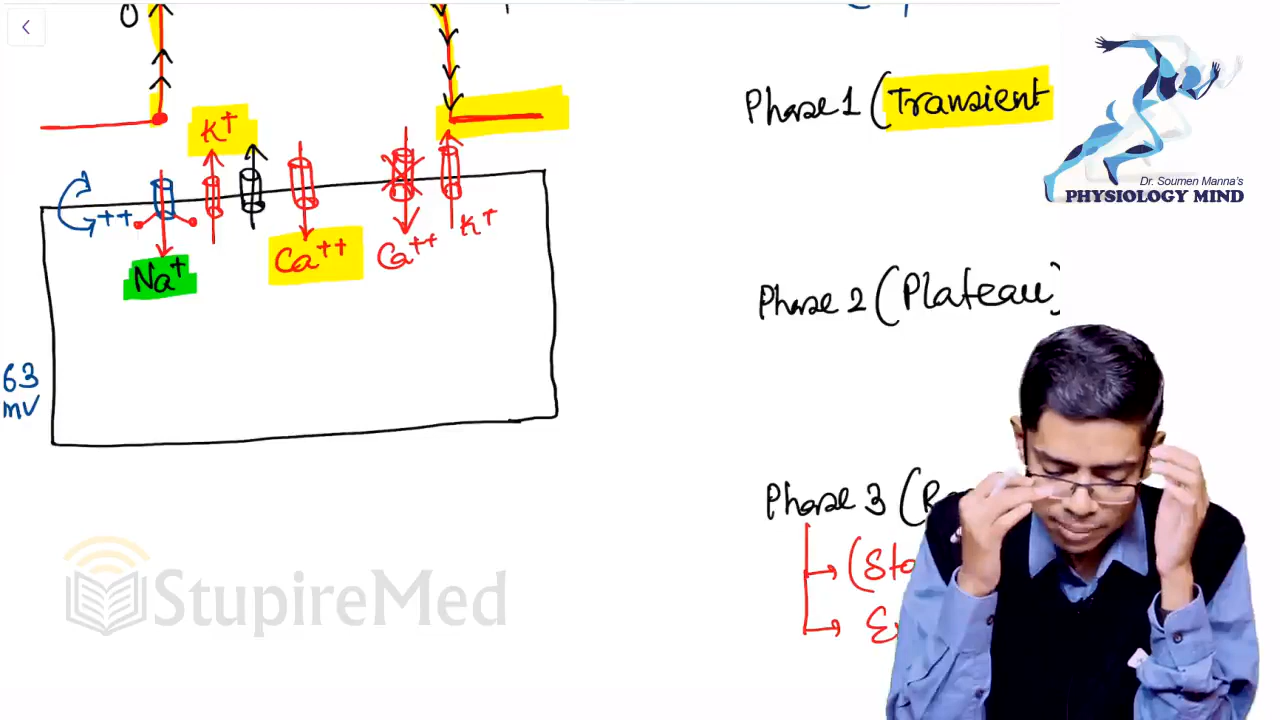 0
K+
Phase 1 (Transient
Dr. Soumen Manna's
PHYSIOLOGY MIND
++
Na+
Ca++
Ca++
K+
Phase 2 (Plateau)
63
mV
Phase 3 (
StupireMed